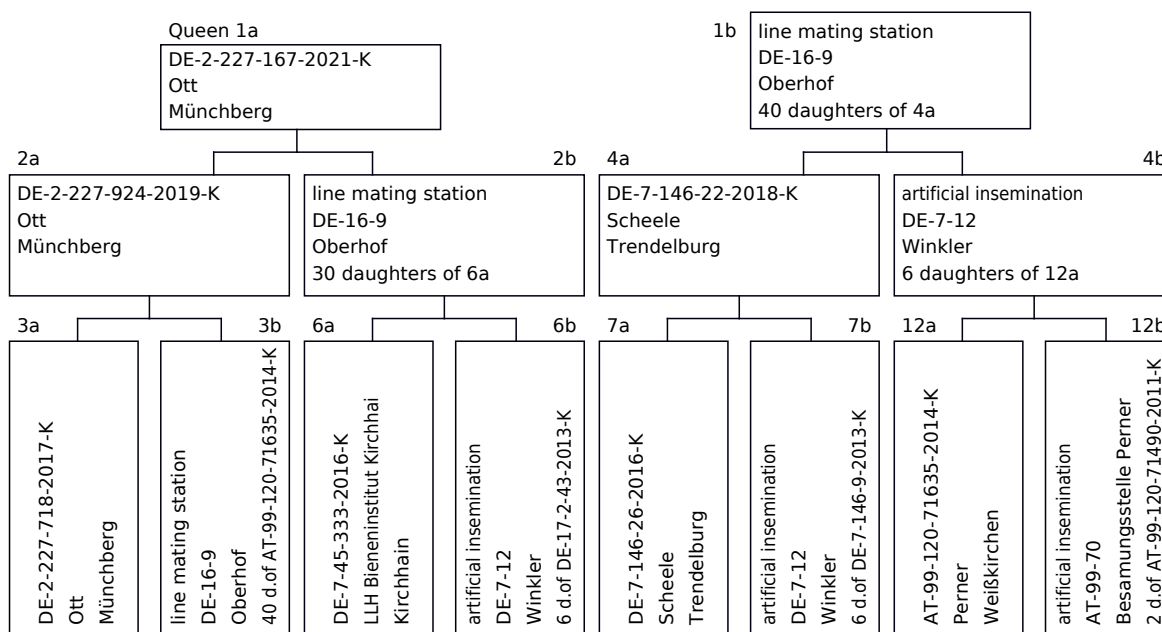 Queen 1a
DE-2-227-167-2021-K
Ott
Münchberg
1b
line mating station
DE-16-9
Oberhof
40 daughters of 4a
2a
DE-2-227-924-2019-K
Ott
Münchberg
2b
line mating station
DE-16-9
Oberhof
30 daughters of 6a
4a
DE-7-146-22-2018-K
Scheele
Trendelburg
4b
artificial insemination
DE-7-12
Winkler
6 daughters of 12a
3a
DE-2-227-718-2017-K
Ott
Münchberg
3b
line mating station
DE-16-9
Oberhof
40 d.of AT-99-120-71635-2014-K
6a
DE-7-45-333-2016-K
LLH Bieneninstitut Kirchhai
Kirchhain
6b
artificial insemination
DE-7-12
Winkler
6 d.of DE-17-2-43-2013-K
7a
DE-7-146-26-2016-K
Scheele
Trendelburg
7b
artificial insemination
DE-7-12
Winkler
6 d.of DE-7-146-9-2013-K
12a
AT-99-120-71635-2014-K
Perner
Weißkirchen
12b
artificial insemination
AT-99-70
Besamungsstelle Perner
2 d.of AT-99-120-71490-2011-K